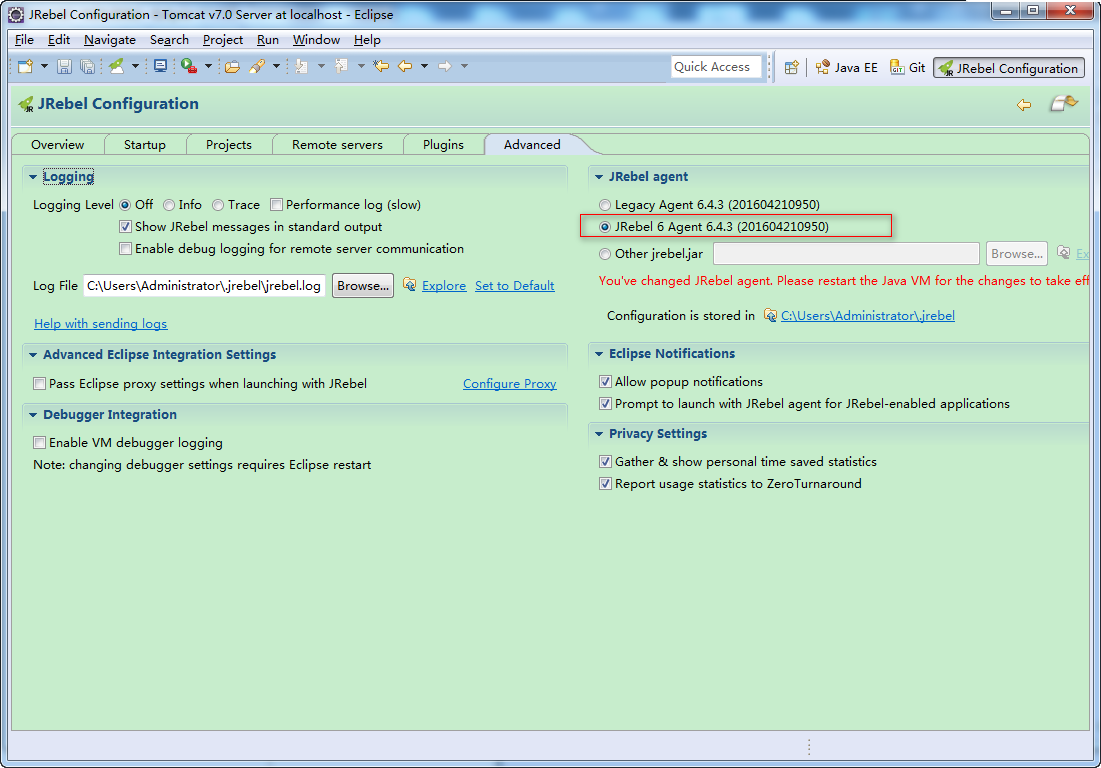 JRebel Configuration - Tomcat v7.0 Server at localhost - Eclipse
File Edit Navigate Search Project Run Window Help
Quick Access Java EE Git JRebel Configuration
JRebel Configuration
Overview Startup Projects Remote servers Plugins Advanced
Logging
Logging Level Off Info Trace Performance log (slow)
Show JRebel messages in standard output
Enable debug logging for remote server communication
Log File C:\Users\Administrator\.jrebel\jrebel.log Browse... Explore Set to Default
Help with sending logs
Advanced Eclipse Integration Settings
Pass Eclipse proxy settings when launching with JRebel Configure Proxy
Debugger Integration
Enable VM debugger logging
Note: changing debugger settings requires Eclipse restart
JRebel agent
Legacy Agent 6.4.3 (201604210950)
JRebel 6 Agent 6.4.3 (201604210950)
Other jrebel.jar Browse... Ex
You've changed JRebel agent. Please restart the Java VM for the changes to take eff
Configuration is stored in C:\Users\Administrator\.jrebel
Eclipse Notifications
Allow popup notifications
Prompt to launch with JRebel agent for JRebel-enabled applications
Privacy Settings
Gather & show personal time saved statistics
Report usage statistics to ZeroTurnaround